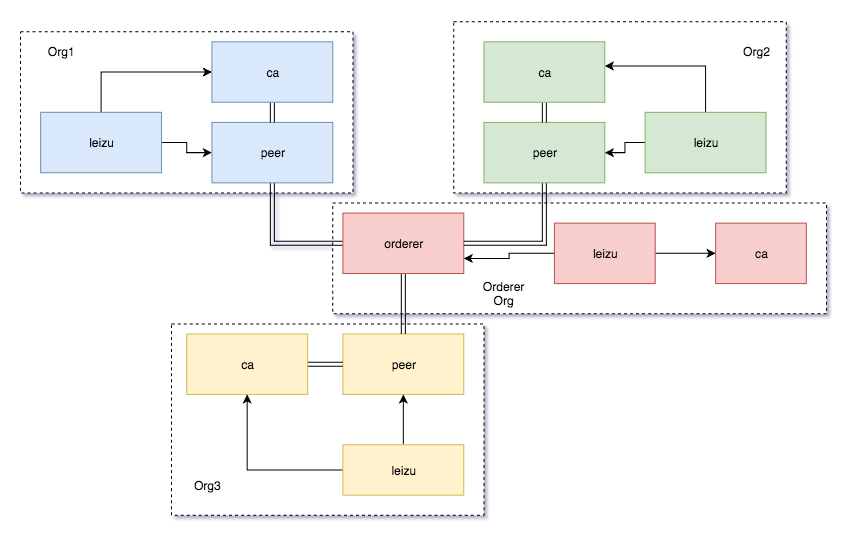 Org1
ca
leizu
peer
ca
Org2
peer
leizu
orderer
leizu
ca
Orderer
Org
ca
peer
leizu
Org3